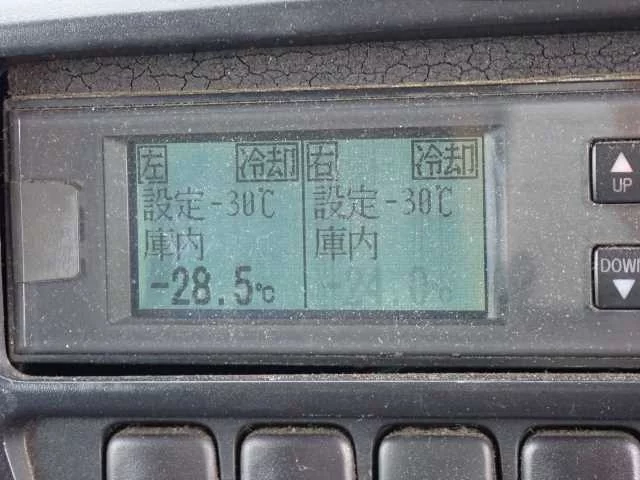 左 冷却 右 冷却
設定-30℃ 設定-30℃
庫内 庫内
-28.5℃
UP
DOWN